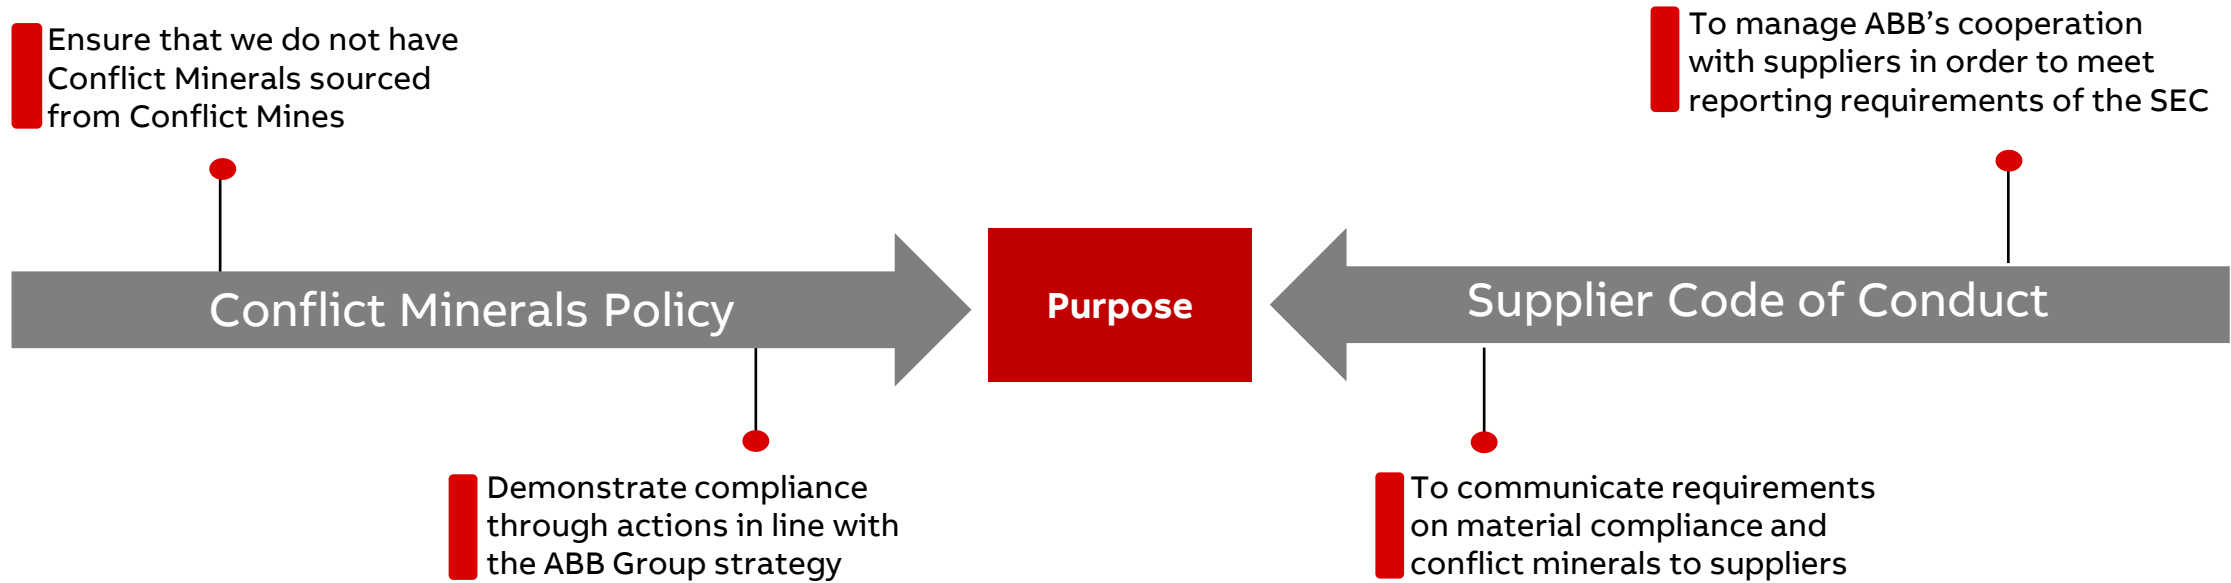 Ensure that we do not have
Conflict Minerals sourced
from Conflict Mines
To manage ABB’s cooperation
with suppliers in order to meet
reporting requirements of the SEC
Conflict Minerals Policy
Purpose
Supplier Code of Conduct
Demonstrate compliance
through actions in line with
the ABB Group strategy
To communicate requirements
on material compliance and
conflict minerals to suppliers